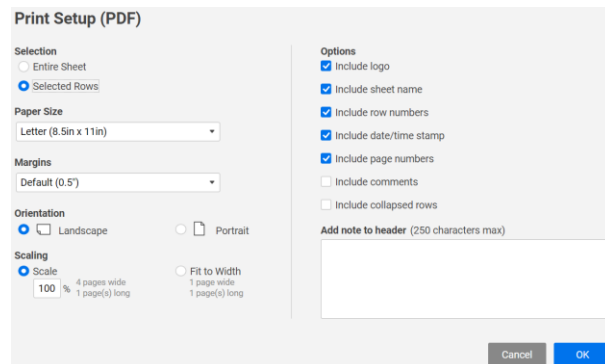 Print Setup (PDF)
Selection
Entire Sheet
Selected Rows
Paper Size
Letter (8.5in x 11in)
Margins
Default (0.5")
Orientation
Landscape
Portrait
Scaling
Scale
100 %
4 pages wide
1 page(s) long
Fit to Width
1 page wide
1 page(s) long
Options
Include logo
Include sheet name
Include row numbers
Include date/time stamp
Include page numbers
Include comments
Include collapsed rows
Add note to header (250 characters max)
Cancel
OK